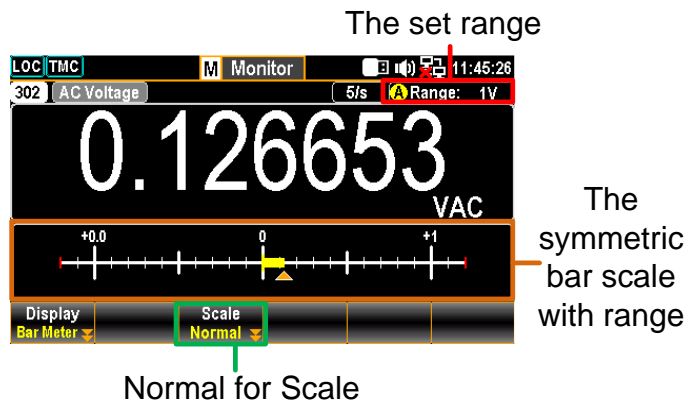 The set range
LOC TMC M Monitor 11:45:26
302 AC Voltage 5/s A Range: 1V
0.126653
VAC
+0.0 0 +1
The
symmetric
bar scale
with range
Display Scale
Bar Meter Normal
Normal for Scale